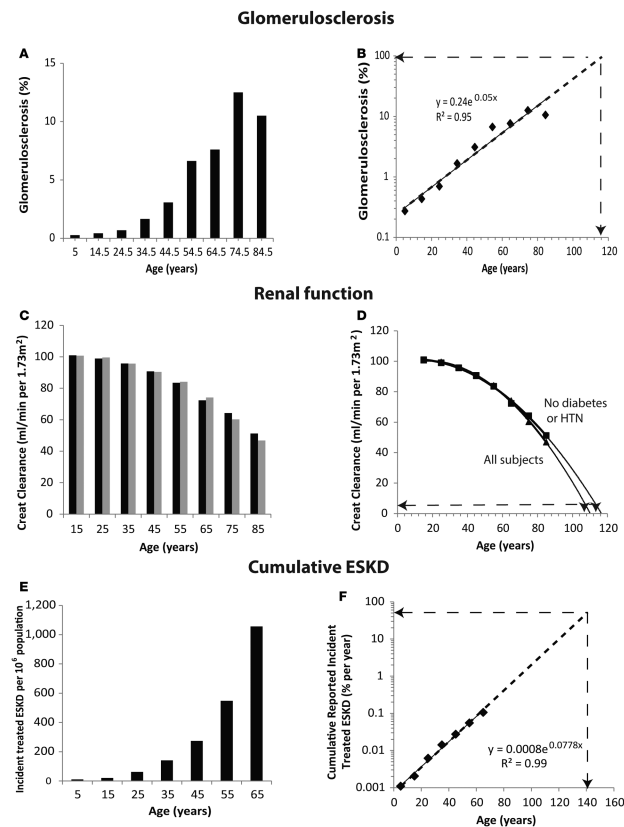 Glomerulosclerosis
A
Glomerulosclerosis (%)
15
10
5
0
5 14.5 24.5 34.5 44.5 54.5 64.5 74.5 84.5
Age (years)
B
Glomerulosclerosis (%)
100
10
1
0.1
y = 0.24e^0.05x
R² = 0.95
0 20 40 60 80 100 120
Age (years)
Renal function
C
Creat Clearance (ml/min per 1.73m²)
120
100
80
60
40
20
0
15 25 35 45 55 65 75 85
Age (years)
D
Creat Clearance (ml/min per 1.73m²)
120
100
80
60
40
20
0
No diabetes
or HTN
All subjects
0 20 40 60 80 100 120
Age (years)
Cumulative ESKD
E
Incident treated ESKD per 10⁶ population
1,200
1,000
800
600
400
200
0
5 15 25 35 45 55 65
Age (years)
F
Cumulative Reported Incident
Treated ESKD (% per year)
100
10
1
0.1
0.01
0.001
y = 0.0008e^0.0778x
R² = 0.99
0 20 40 60 80 100 120 140 160
Age (years)